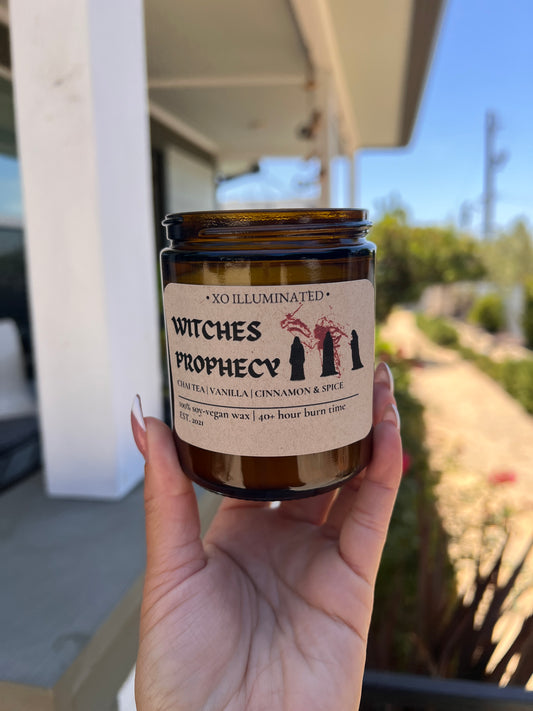 • XO ILLUMINATED •
WITCHES
PROPHECY
CHAI TEA | VANILLA | CINNAMON & SPICE
100% soy-vegan wax | 40+ hour burn time
EST. 2021